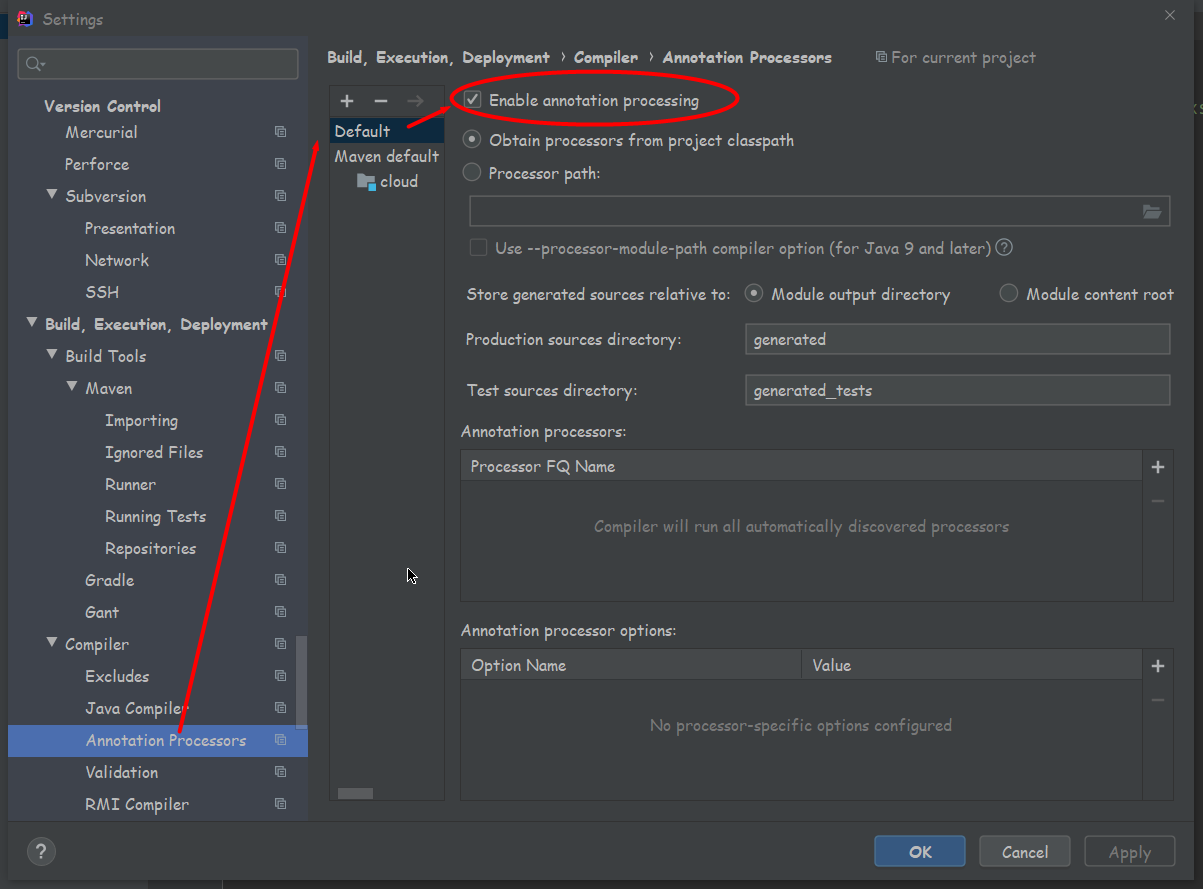 Settings
Version Control
Mercurial
Perforce
Subversion
Presentation
Network
SSH
Build, Execution, Deployment
Build Tools
Maven
Importing
Ignored Files
Runner
Running Tests
Repositories
Gradle
Gant
Compiler
Excludes
Java Compiler
Annotation Processors
Validation
RMI Compiler
Build, Execution, Deployment › Compiler › Annotation Processors For current project
Default
Maven default
cloud
Enable annotation processing
Obtain processors from project classpath
Processor path:
Use --processor-module-path compiler option (for Java 9 and later) ?
Store generated sources relative to: Module output directory Module content root
Production sources directory: generated
Test sources directory: generated_tests
Annotation processors:
Processor FQ Name
Compiler will run all automatically discovered processors
Annotation processor options:
Option Name Value
No processor-specific options configured
? OK Cancel Apply